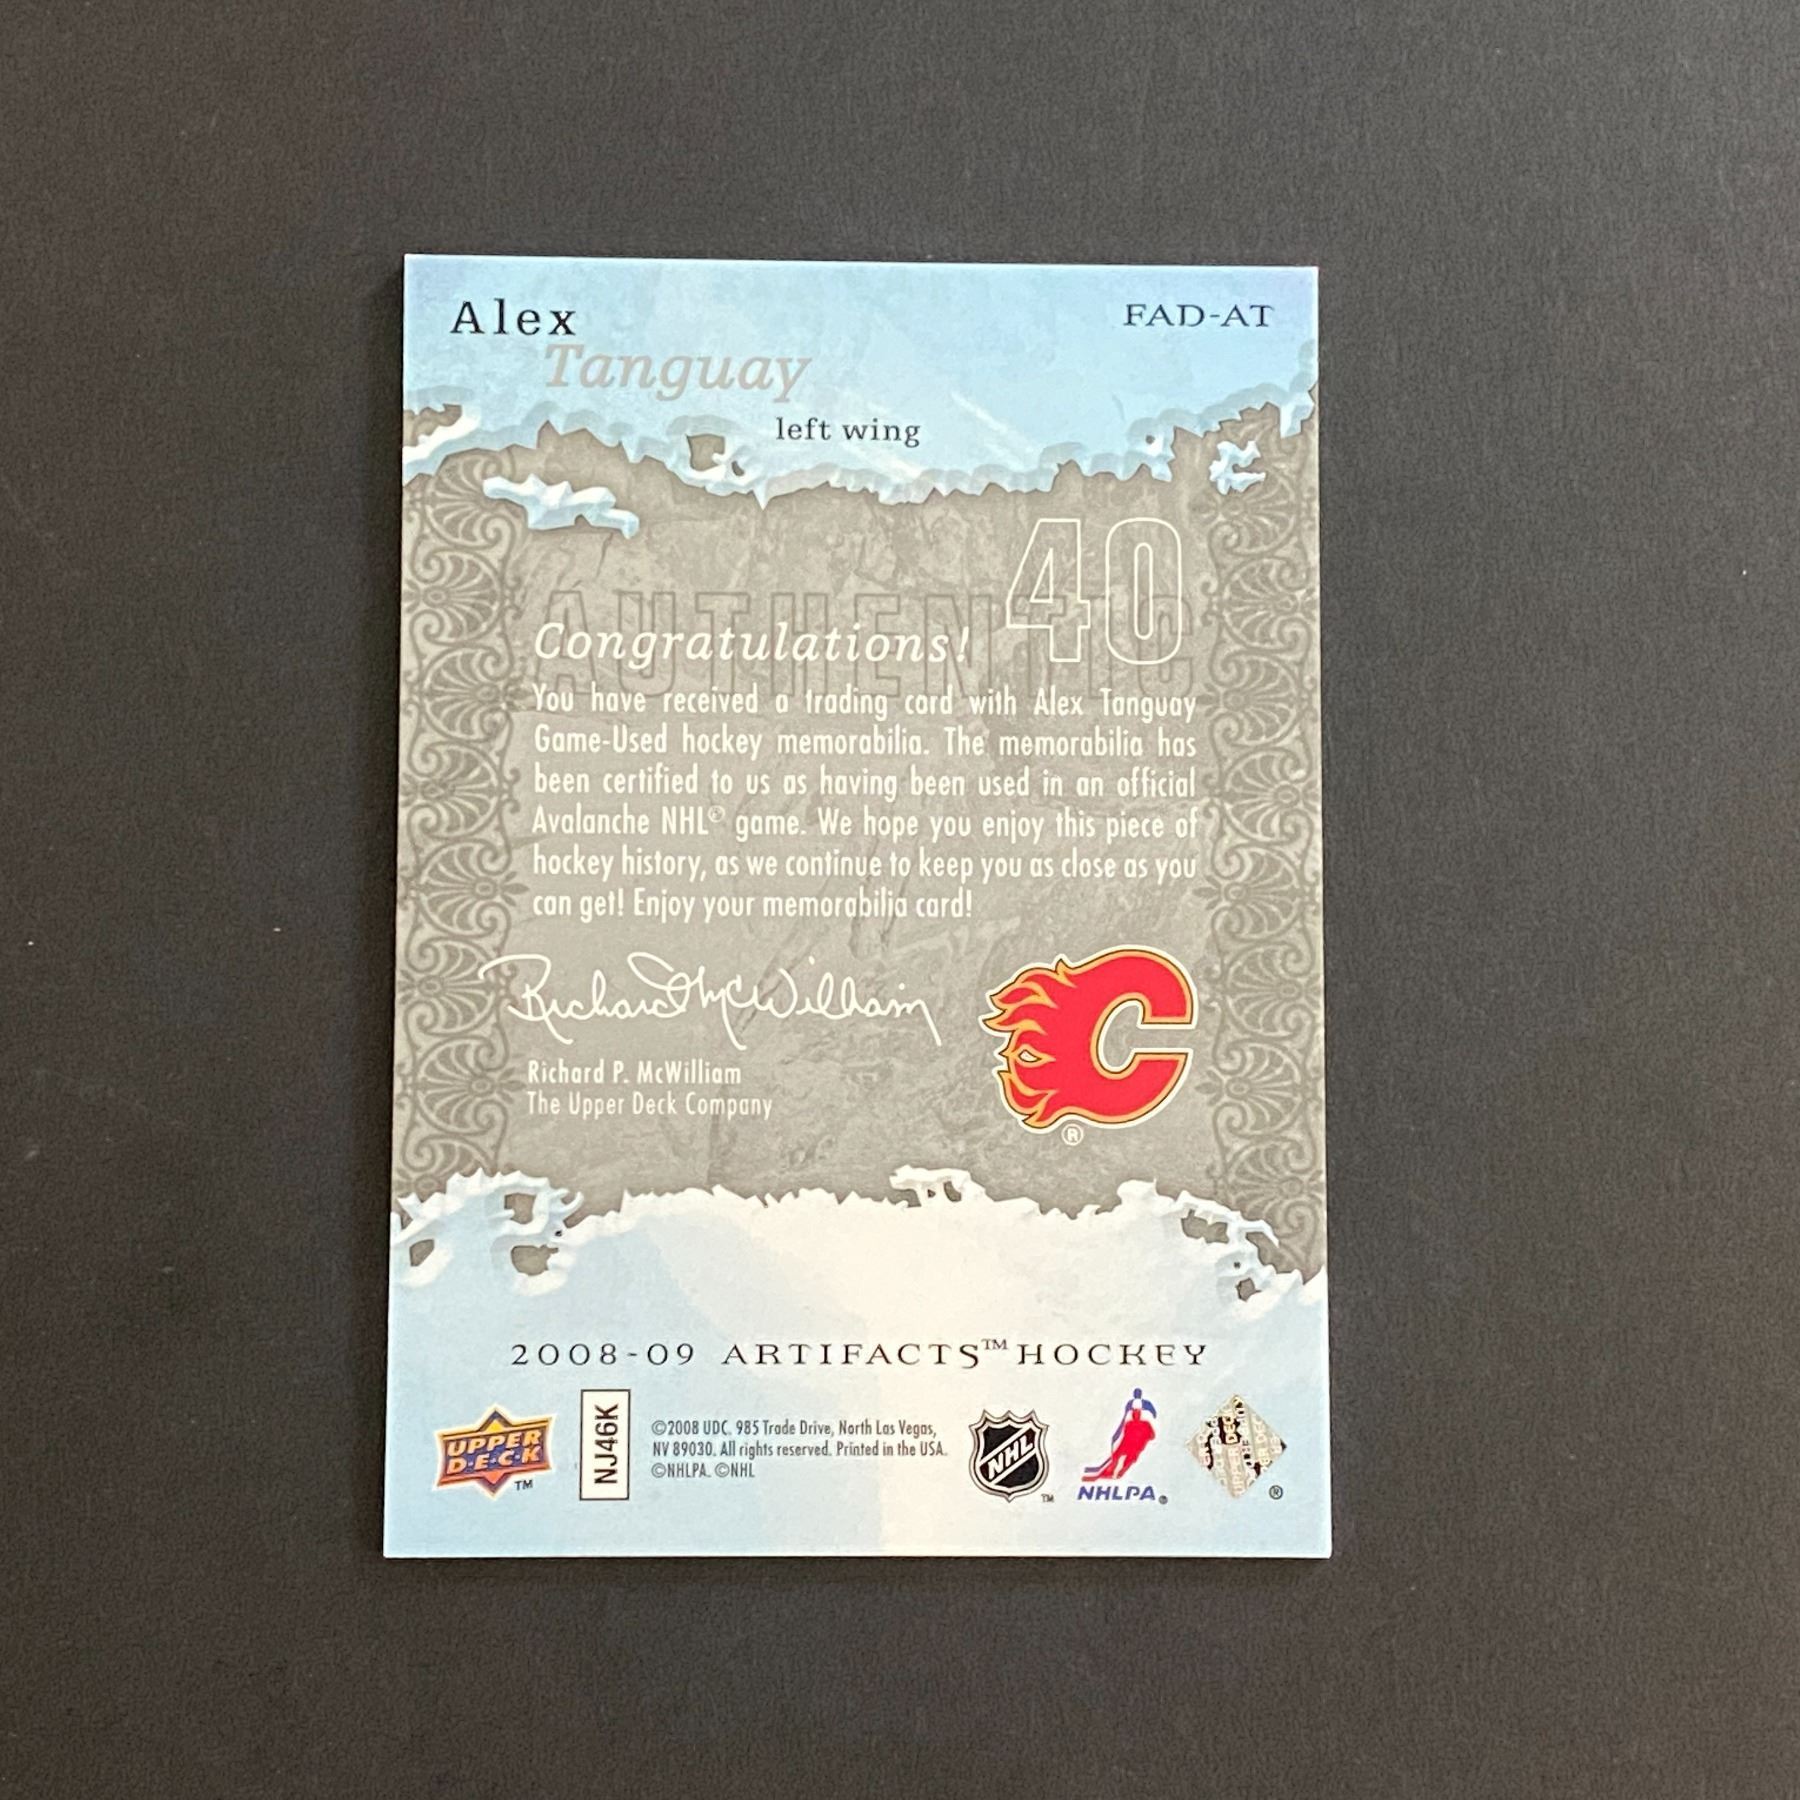 Alex
FAD-AT
Tanguay
left wing
40
AUTHENTIC
Congratulations!
You have received a trading card with Alex Tanguay
Game-Used hockey memorabilia. The memorabilia has
been certified to us as having been used in an official
Avalanche NHL® game. We hope you enjoy this piece of
hockey history, as we continue to keep you as close as you
can get! Enjoy your memorabilia card!
Richard McWilliam
C
®
Richard P. McWilliam
The Upper Deck Company
2008-09 ARTIFACTS™ HOCKEY
UPPER
D·E·C·K
™
NJ46K
©2008 UDC. 985 Trade Drive, North Las Vegas,
NV 89030. All rights reserved. Printed in the USA.
©NHLPA. ©NHL
NHL
™
NHLPA®
UPPER DECK
®